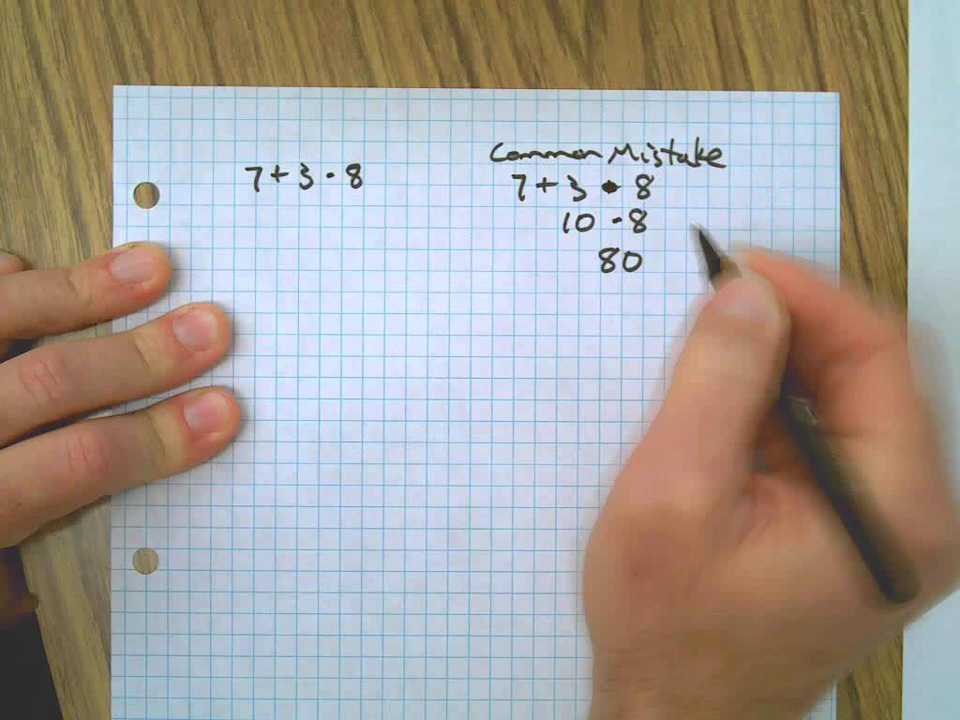 7 + 3 · 8
Common Mistake
7 + 3 · 8
10 · 8
80